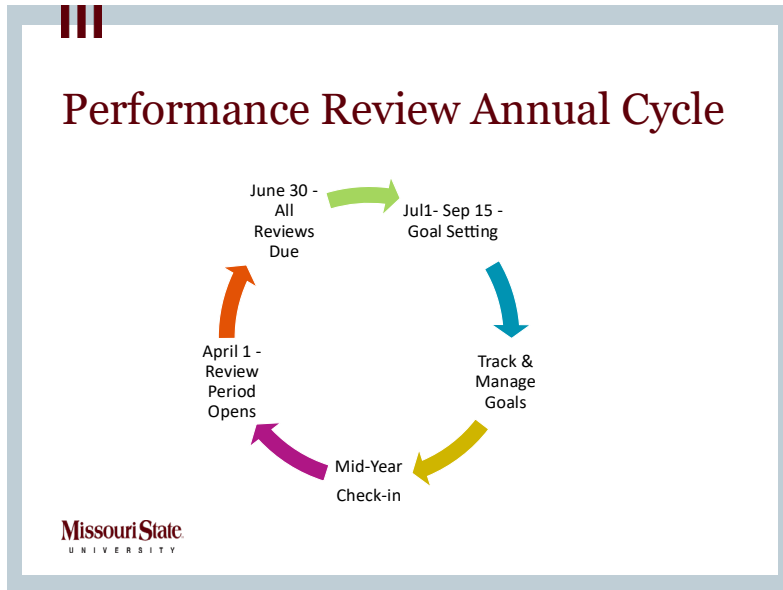 Performance Review Annual Cycle
June 30 -
All
Reviews
Due
Jul1- Sep 15 -
Goal Setting
Track &
Manage
Goals
Mid-Year
Check-in
April 1 -
Review
Period
Opens
Missouri State.
UNIVERSITY